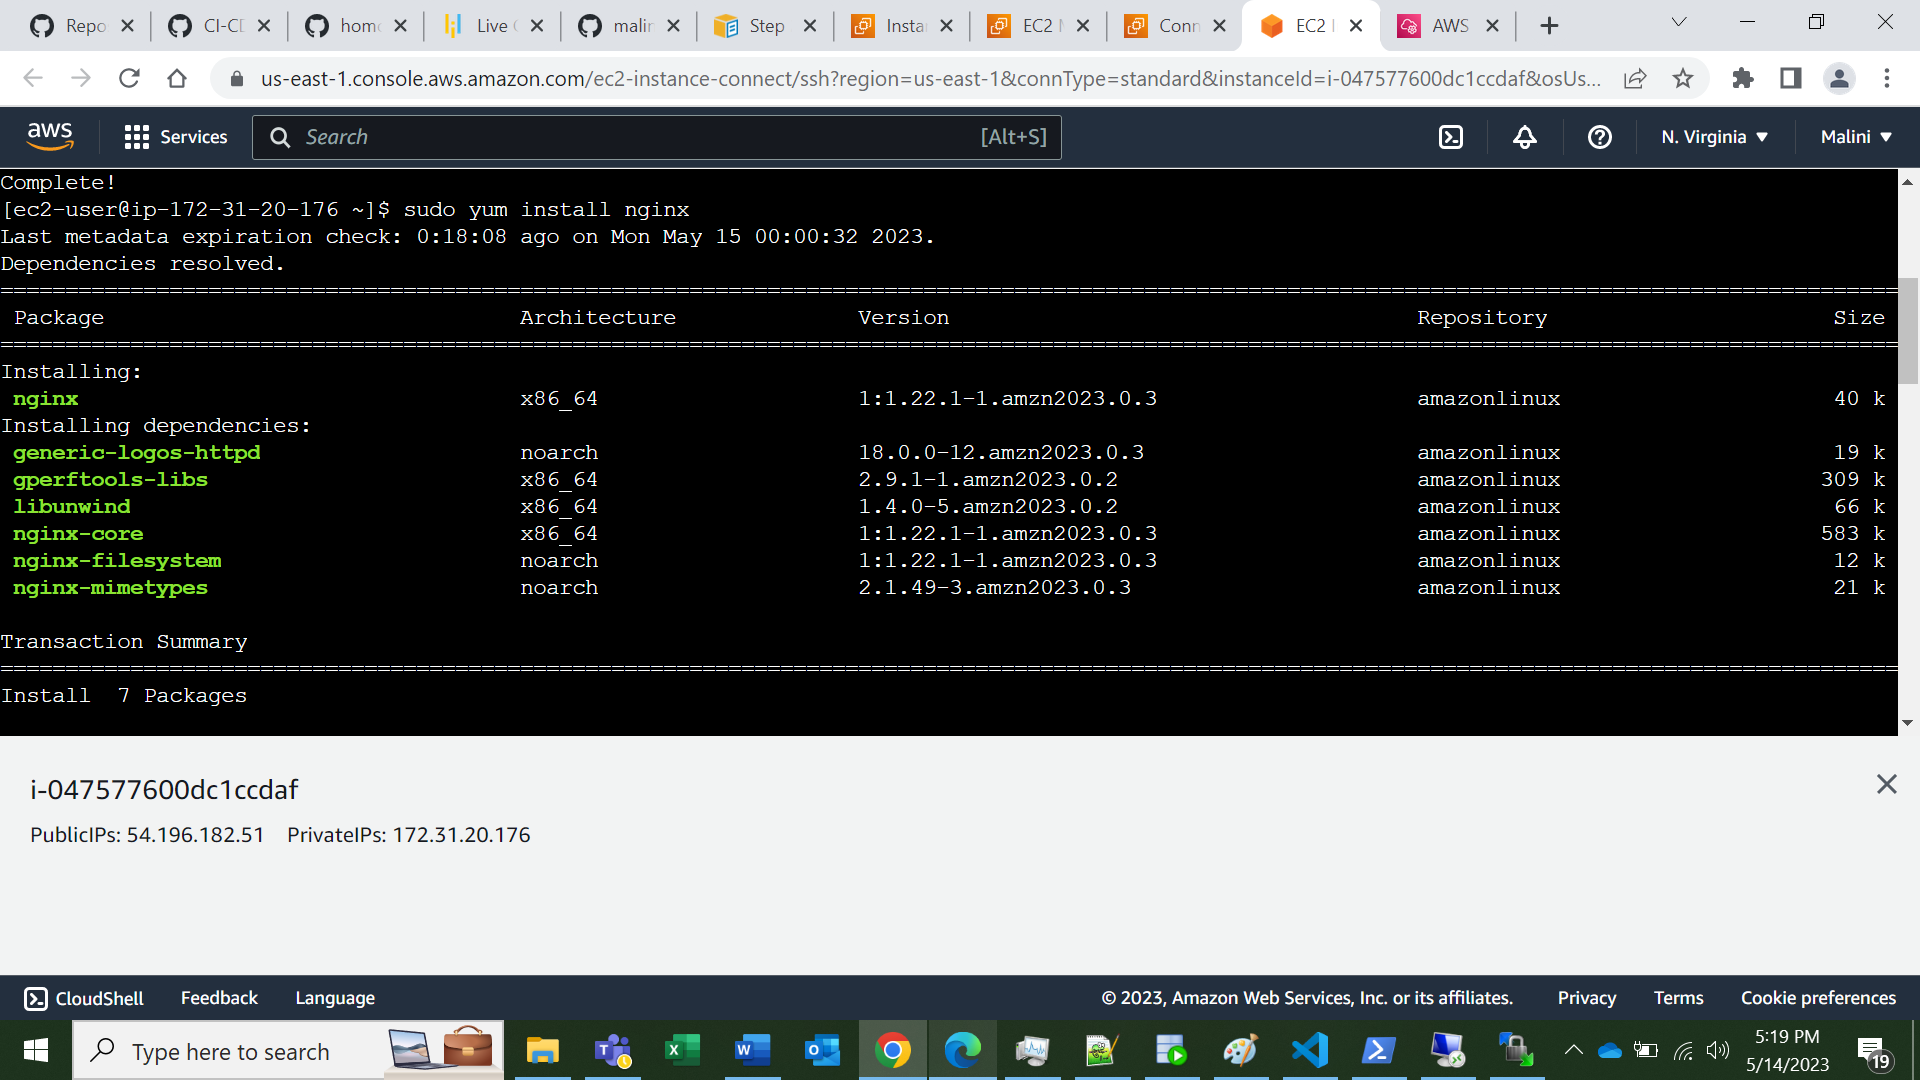 Repo
CI-CD
home
Live
malin
Step
Instan
EC2
Conn
EC2
AWS
us-east-1.console.aws.amazon.com/ec2-instance-connect/ssh?region=us-east-1&connType=standard&instanceId=i-047577600dc1ccdaf&osUs...
aws Services Search [Alt+S] N. Virginia Malini
Complete!
[ec2-user@ip-172-31-20-176 ~]$ sudo yum install nginx
Last metadata expiration check: 0:18:08 ago on Mon May 15 00:00:32 2023.
Dependencies resolved.
Package Architecture Version Repository Size
Installing:
nginx x86_64 1:1.22.1-1.amzn2023.0.3 amazonlinux 40 k
Installing dependencies:
generic-logos-httpd noarch 18.0.0-12.amzn2023.0.3 amazonlinux 19 k
gperftools-libs x86_64 2.9.1-1.amzn2023.0.2 amazonlinux 309 k
libunwind x86_64 1.4.0-5.amzn2023.0.2 amazonlinux 66 k
nginx-core x86_64 1:1.22.1-1.amzn2023.0.3 amazonlinux 583 k
nginx-filesystem noarch 1:1.22.1-1.amzn2023.0.3 amazonlinux 12 k
nginx-mimetypes noarch 2.1.49-3.amzn2023.0.3 amazonlinux 21 k
Transaction Summary
Install 7 Packages
i-047577600dc1ccdaf
PublicIPs: 54.196.182.51 PrivateIPs: 172.31.20.176
CloudShell Feedback Language © 2023, Amazon Web Services, Inc. or its affiliates. Privacy Terms Cookie preferences
Type here to search
5:19 PM
5/14/2023
19